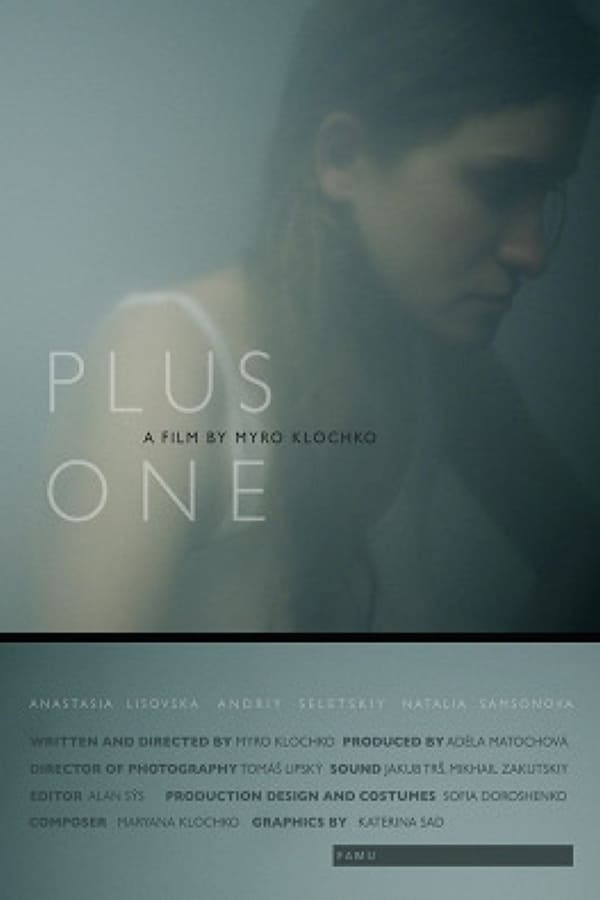 PLUS
A FILM BY MYRO KLOCHKO
ONE
ANASTASIA LISOVSKA ANDRIY SELETSKIY NATALIA SAMSONOVA
WRITTEN AND DIRECTED BY MYRO KLOCHKO PRODUCED BY ADÉLA MATOCHOVÁ
DIRECTOR OF PHOTOGRAPHY TOMÁŠ LIPSKÝ SOUND JAKUB TRŠ, MIKHAIL ZAKUTSKIY
EDITOR ALAN SÝS PRODUCTION DESIGN AND COSTUMES SOFIA DOROSHENKO
COMPOSER MARYANA KLOCHKO GRAPHICS BY KATERINA SAD
FAMU